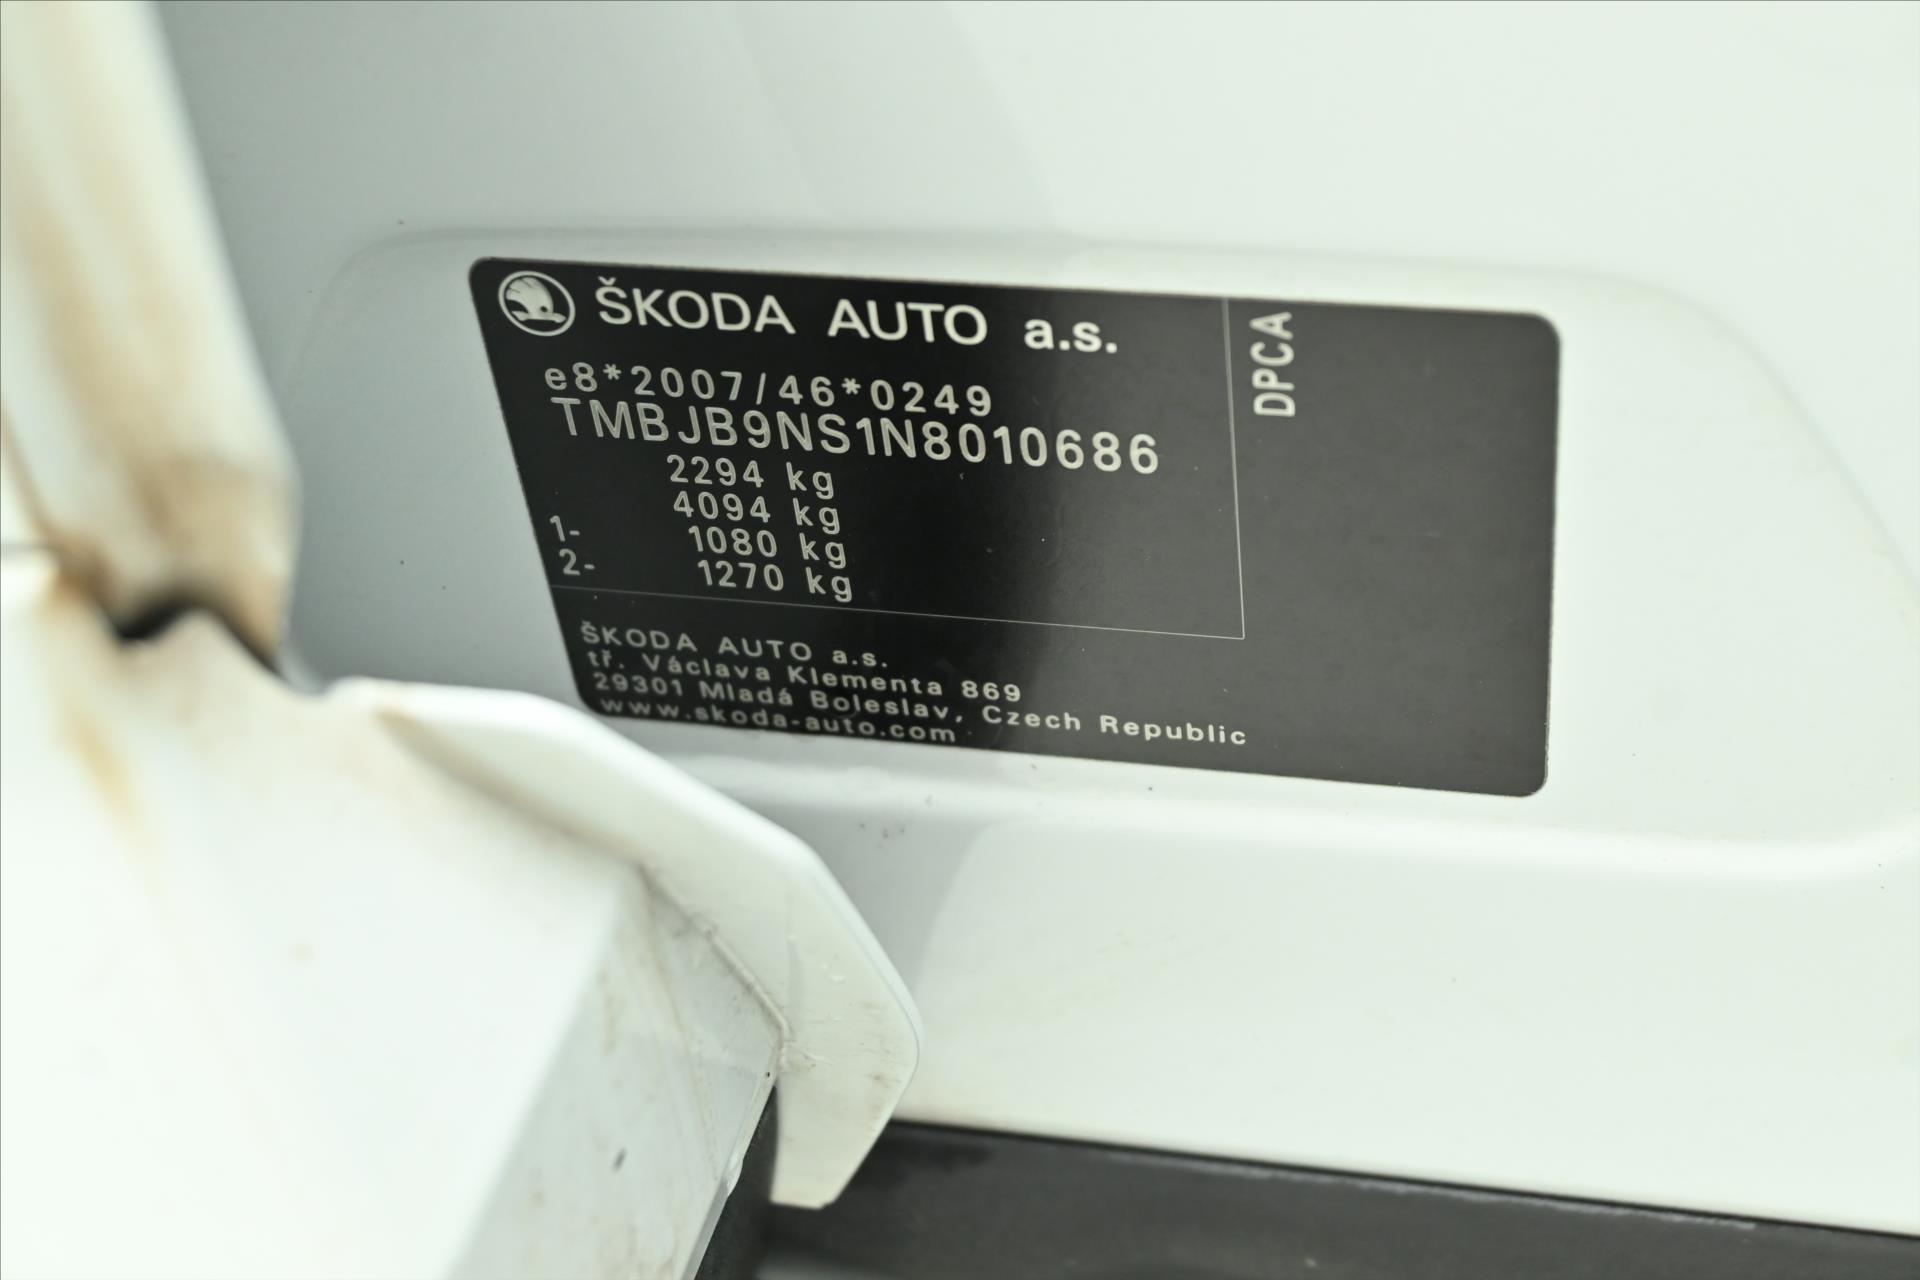 ŠKODA AUTO a.s.
DPCA
e8*2007/46*0249
TMBJB9NS1N8010686
2294 kg
4094 kg
1- 1080 kg
2- 1270 kg
ŠKODA AUTO a.s.
tř. Václava Klementa 869
29301 Mladá Boleslav, Czech Republic
www.skoda-auto.com